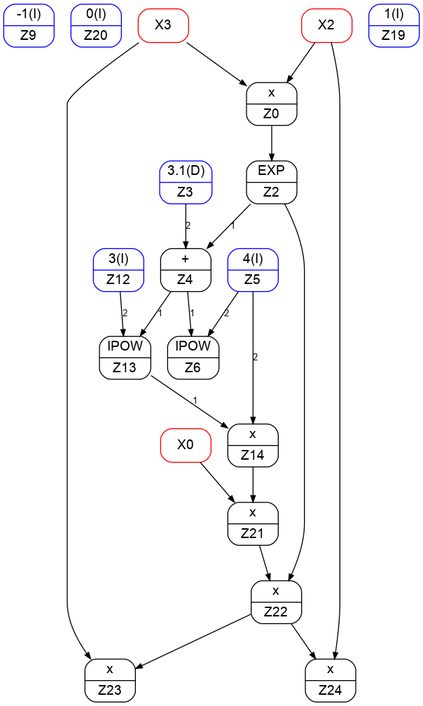 -1(I)
Z9
0(I)
Z20
X3
X2
1(I)
Z19
x
Z0
3.1(D)
Z3
EXP
Z2
2
1
3(I)
Z12
+
Z4
4(I)
Z5
2
1
1
2
IPOW
Z13
IPOW
Z6
2
1
X0
x
Z14
x
Z21
x
Z22
x
Z23
x
Z24